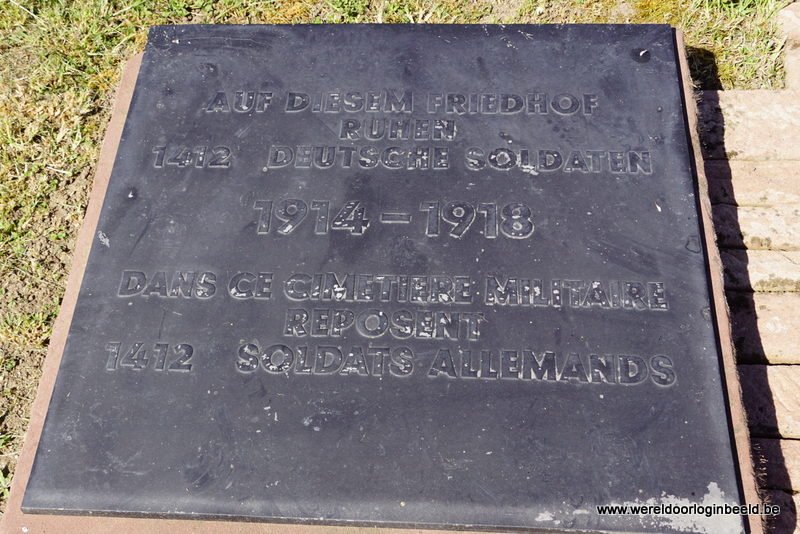 AUF DIESEM FRIEDHOF
RUHEN
1412 DEUTSCHE SOLDATEN
1914–1918
DANS CE CIMETIERE MILITAIRE
REPOSENT
1412 SOLDATS ALLEMANDS
www.wereldoorloginbeeld.be